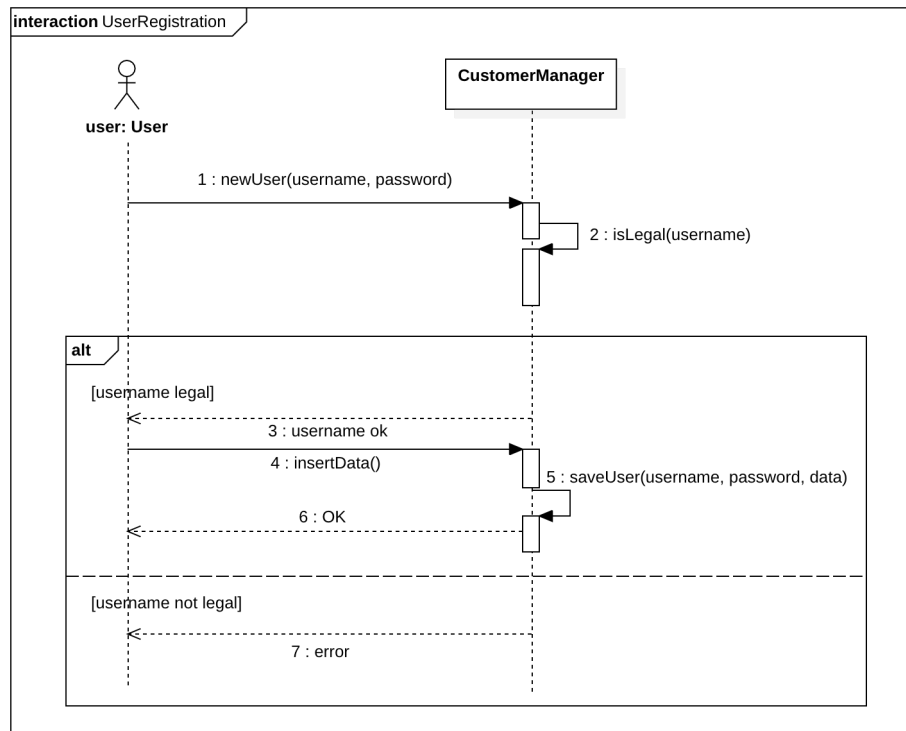 interaction UserRegistration
CustomerManager
user: User
1 : newUser(username, password)
2 : isLegal(username)
alt
[username legal]
3 : username ok
4 : insertData()
5 : saveUser(username, password, data)
6 : OK
[username not legal]
7 : error